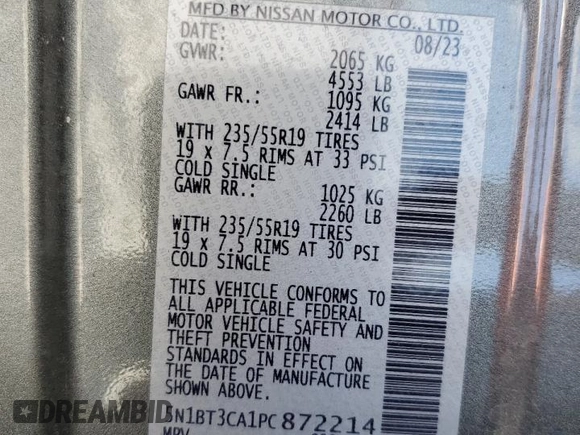 MFD BY NISSAN MOTOR CO., LTD.
DATE: 08/23
GVWR: 2065 KG
4553 LB
GAWR FR.: 1095 KG
2414 LB
WITH 235/55R19 TIRES
19 x 7.5 RIMS AT 33 PSI
COLD SINGLE
GAWR RR.: 1025 KG
2260 LB
WITH 235/55R19 TIRES
19 x 7.5 RIMS AT 30 PSI
COLD SINGLE
THIS VEHICLE CONFORMS TO
ALL APPLICABLE FEDERAL
MOTOR VEHICLE SAFETY AND
THEFT PREVENTION
STANDARDS IN EFFECT ON
THE DATE OF MANUFACTURE
SHOWN ABOVE.
N1BT3CA1PC872214
MPV
DREAMBID.COM